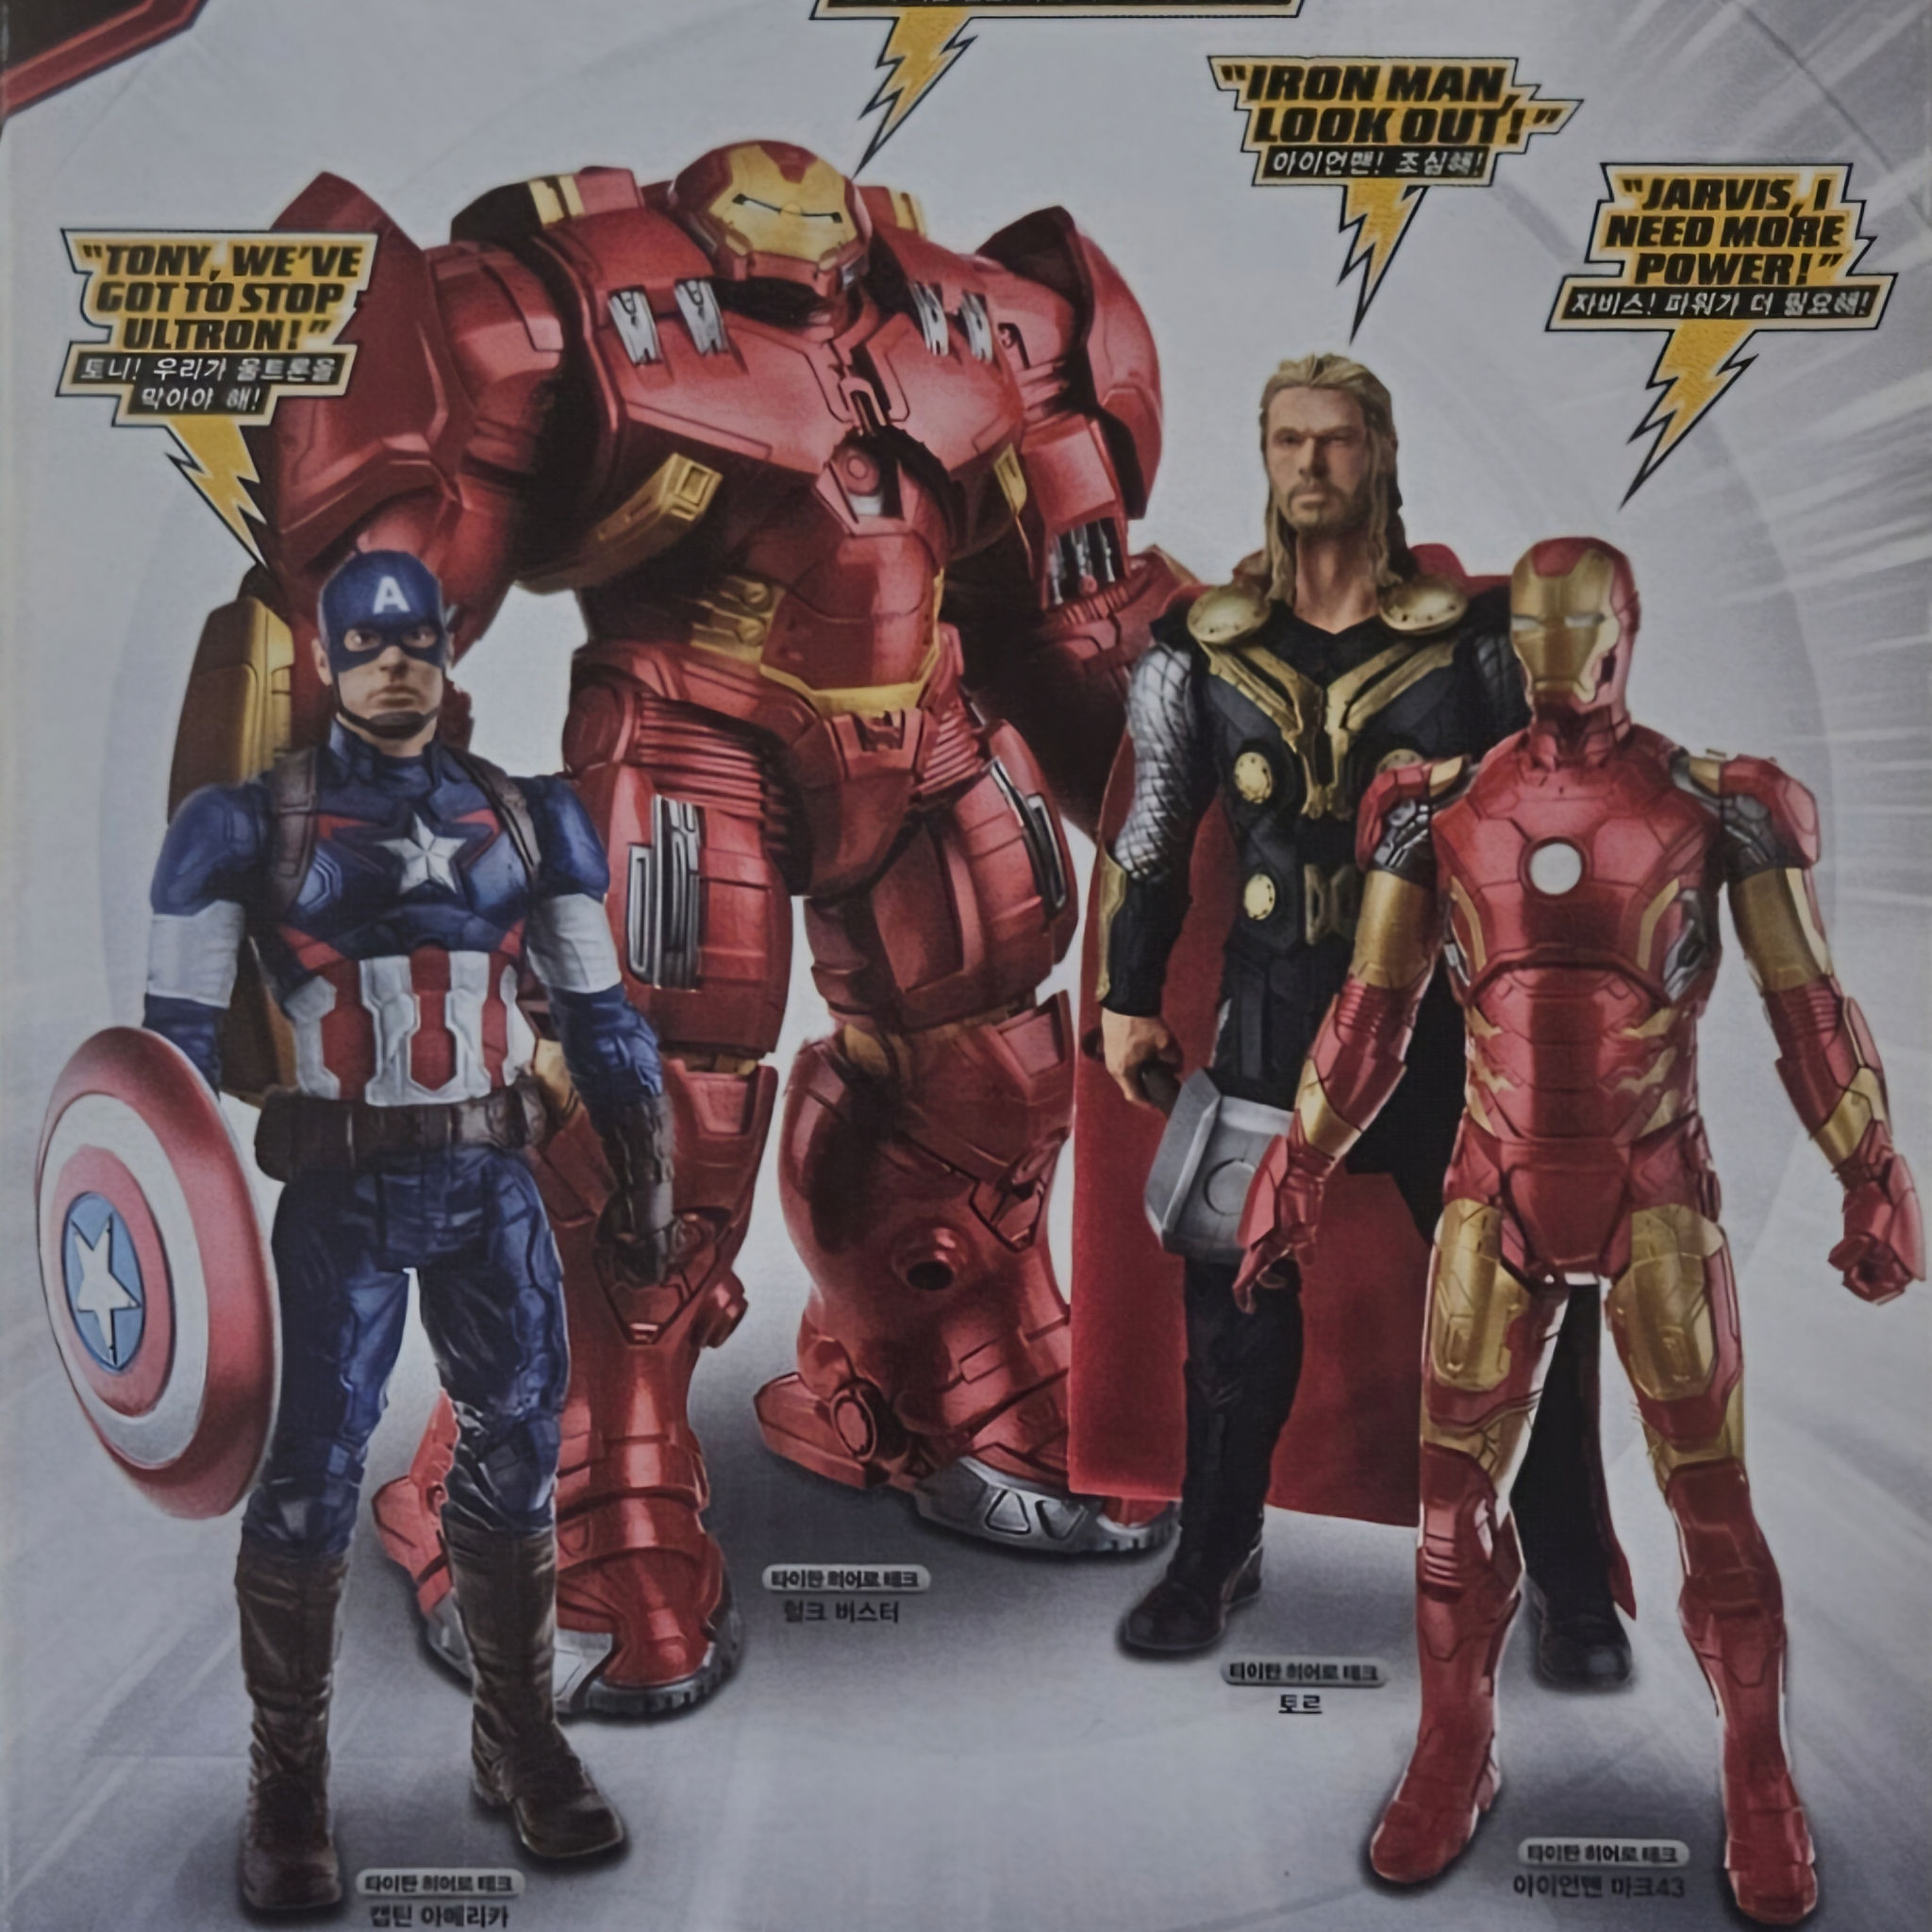 "IRON MAN,
LOOK OUT!"
아이언맨! 조심해!
"JARVIS, I
NEED MORE
POWER!"
자비스! 파워가 더 필요해!
"TONY, WE'VE
GOT TO STOP
ULTRON!"
토니! 우리가 울트론을
막아야 해!
A
타이탄 히어로 테크
헐크 버스터
타이탄 히어로 테크
토르
타이탄 히어로 테크
아이언맨 마크43
타이탄 히어로 테크
캡틴 아메리카